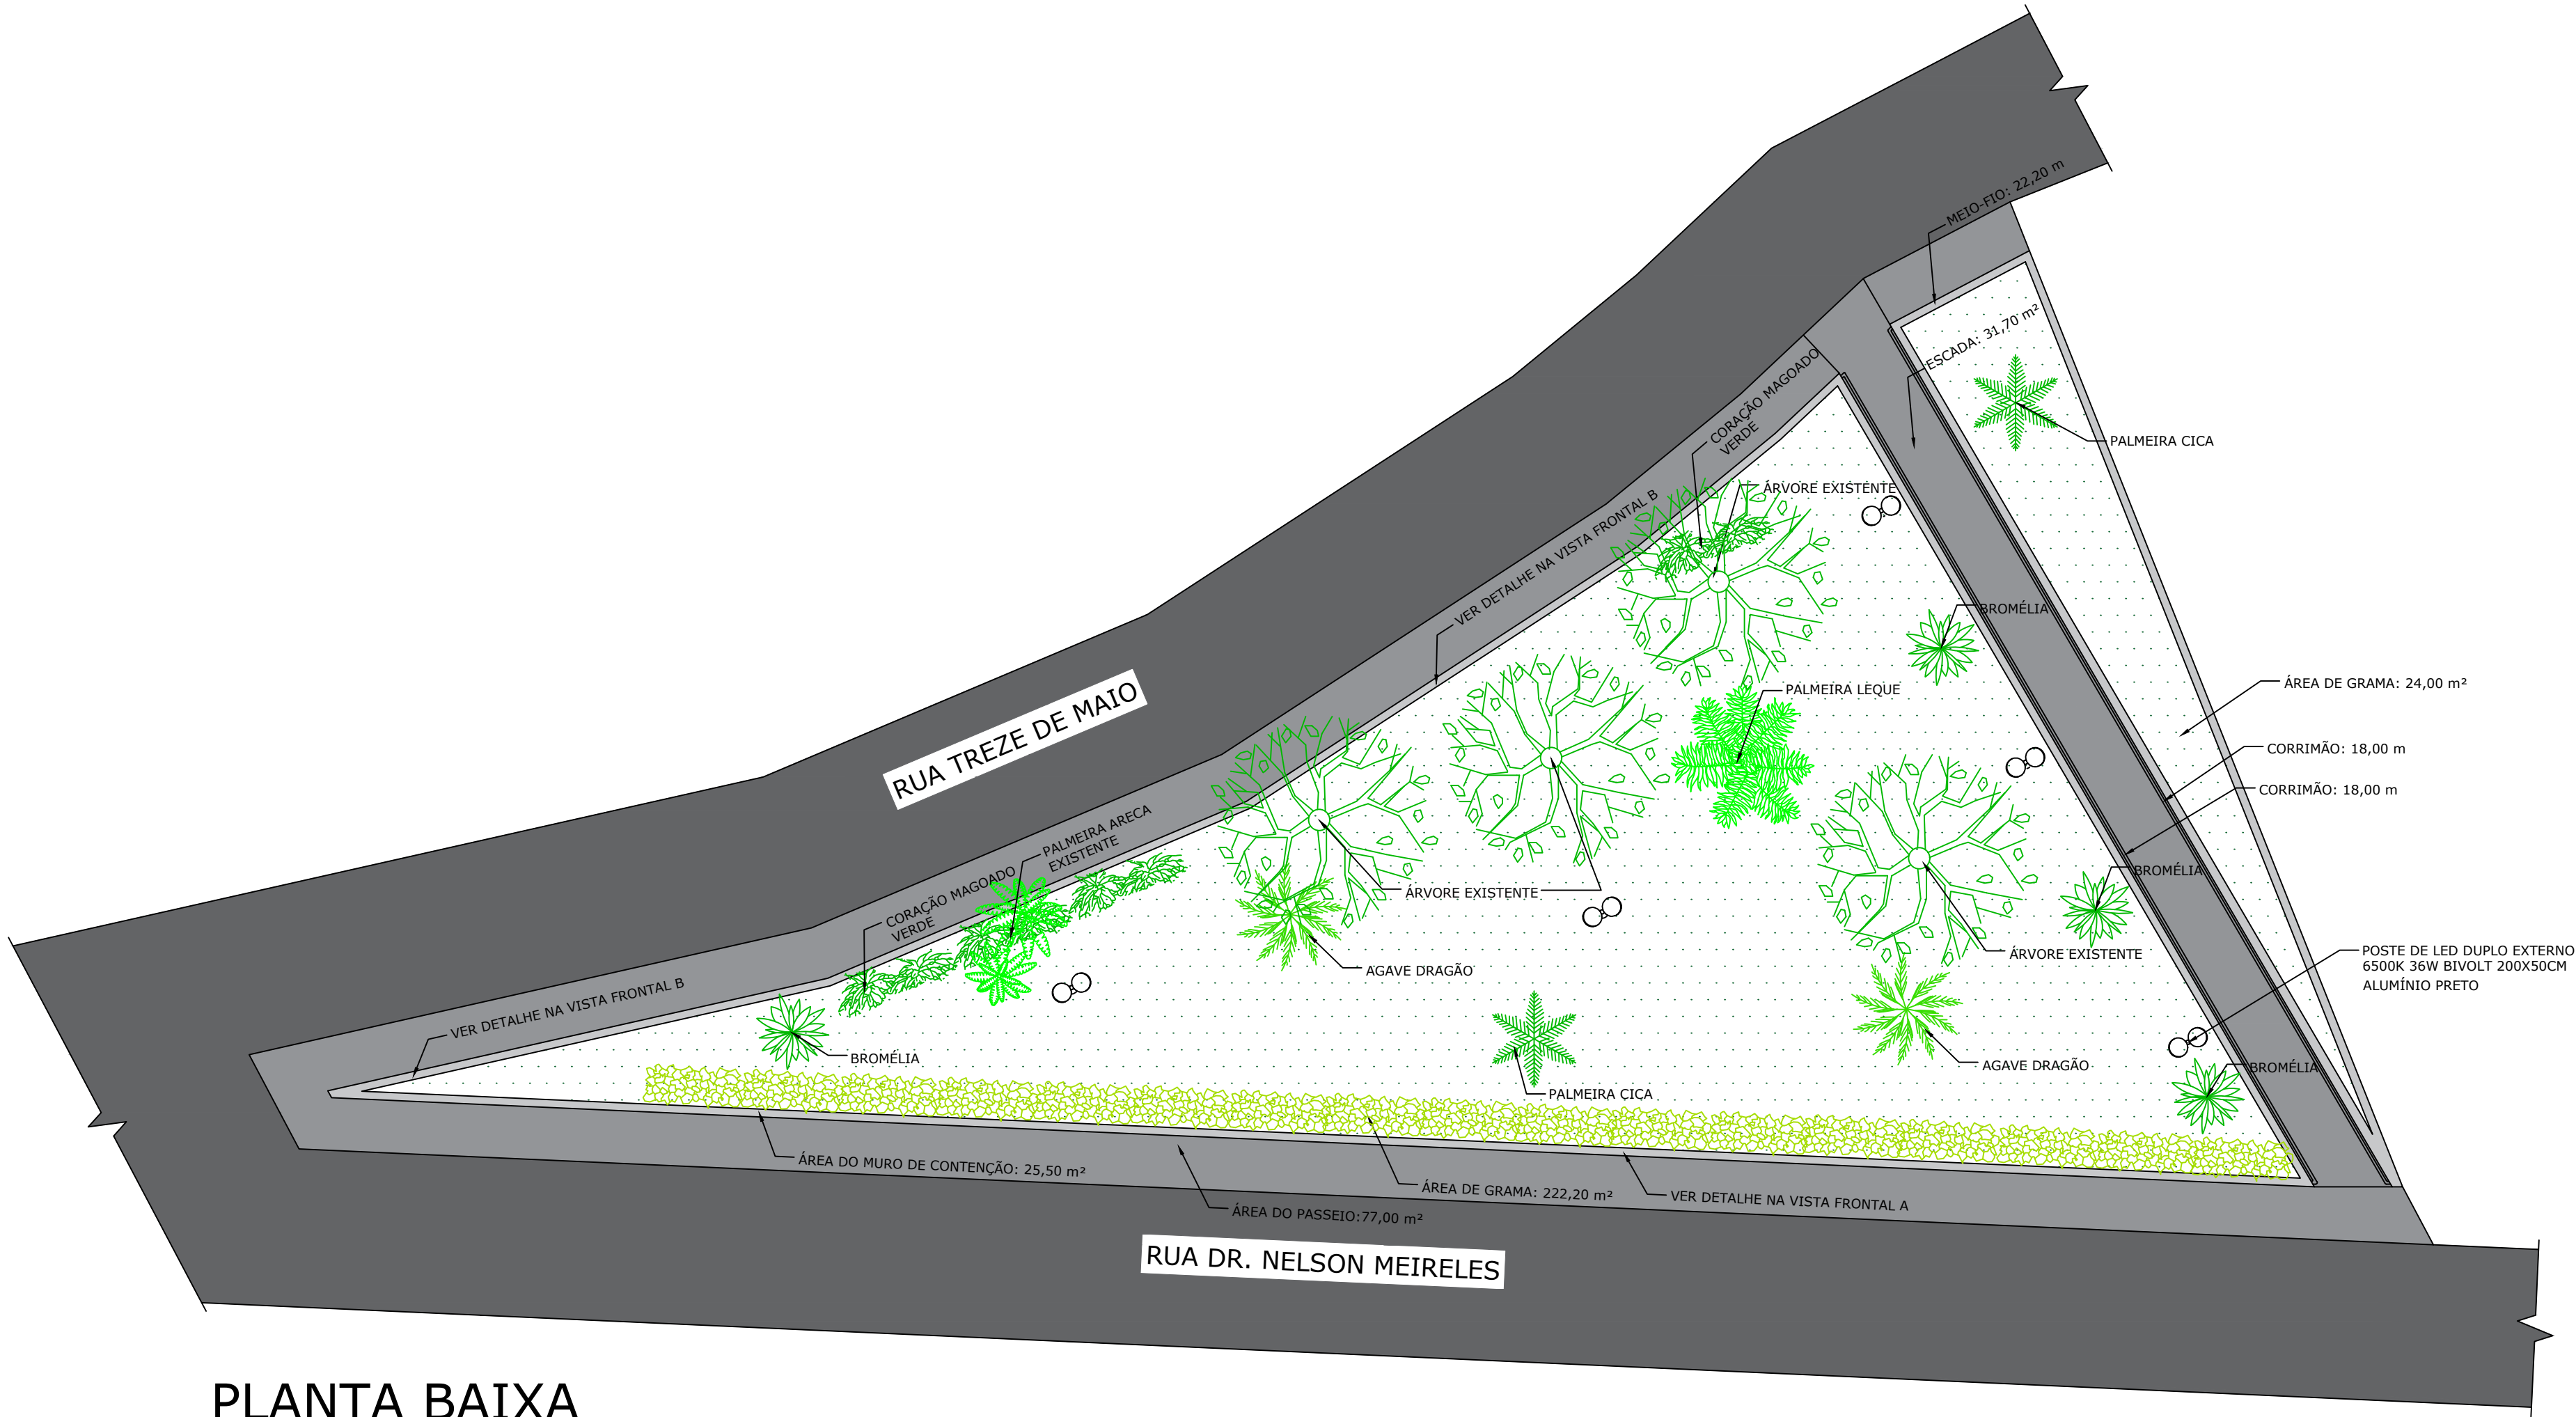 MEIO-FIO: 22,20 m
ESCADA: 31,70 m²
CORAÇÃO MAGOADO
VERDE
PALMEIRA CICA
ÁRVORE EXISTENTE
VER DETALHE NA VISTA FRONTAL B
BROMÉLIA
PALMEIRA LEQUE
ÁREA DE GRAMA: 24,00 m²
RUA TREZE DE MAIO
CORRIMÃO: 18,00 m
CORRIMÃO: 18,00 m
PALMEIRA ARECA
EXISTENTE
CORAÇÃO MAGOADO
VERDE
BROMÉLIA
ÁRVORE EXISTENTE
AGAVE DRAGÃO
ÁRVORE EXISTENTE
POSTE DE LED DUPLO EXTERNO
6500K 36W BIVOLT 200X50CM
ALUMÍNIO PRETO
VER DETALHE NA VISTA FRONTAL B
BROMÉLIA
AGAVE DRAGÃO
BROMÉLIA
PALMEIRA CICA
ÁREA DO MURO DE CONTENÇÃO: 25,50 m²
ÁREA DE GRAMA: 222,20 m²
VER DETALHE NA VISTA FRONTAL A
ÁREA DO PASSEIO:77,00 m²
RUA DR. NELSON MEIRELES
PLANTA BAIXA